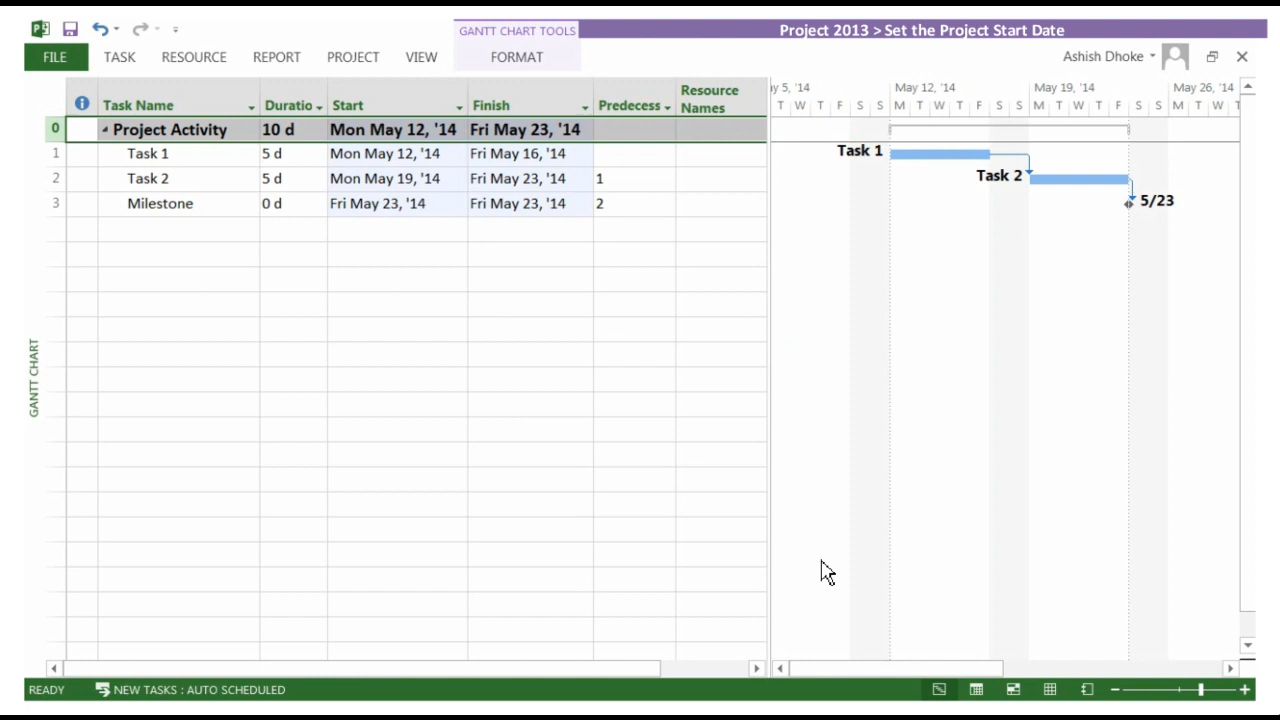 GANTT CHART TOOLS
Project 2013 > Set the Project Start Date
FILE TASK RESOURCE REPORT PROJECT VIEW FORMAT Ashish Dhoke
Task Name Duratio Start Finish Predecess Resource Names
y 5, '14 May 12, '14 May 19, '14 May 26, '14
T W T F S S M T W T F S S M T W T F S S M T W T
0 Project Activity 10 d Mon May 12, '14 Fri May 23, '14
1 Task 1 5 d Mon May 12, '14 Fri May 16, '14
2 Task 2 5 d Mon May 19, '14 Fri May 23, '14 1
3 Milestone 0 d Fri May 23, '14 Fri May 23, '14 2
Task 1
Task 2
5/23
GANTT CHART
READY NEW TASKS : AUTO SCHEDULED